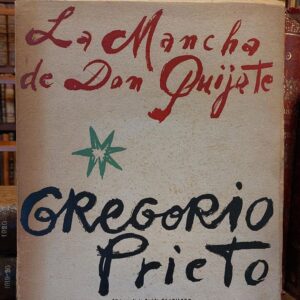 La Mancha
de Don Quijote
GREGORIO
Prieto